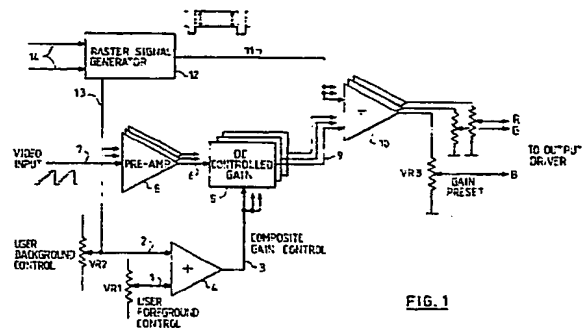 14
RASTER SIGNAL
GENERATOR
11
12
13
VIDEO
INPUT
7
PRE-AMP
6
DC
CONTROLLED
GAIN
5
9
10
R
G
B
TO OUTPUT
DRIVER
VR3
GAIN
PRESET
COMPOSITE
GAIN CONTROL
3
USER
BACKGROUND
CONTROL
VR2
2
+
4
1
VR1
USER
FOREGROUND
CONTROL
FIG. 1